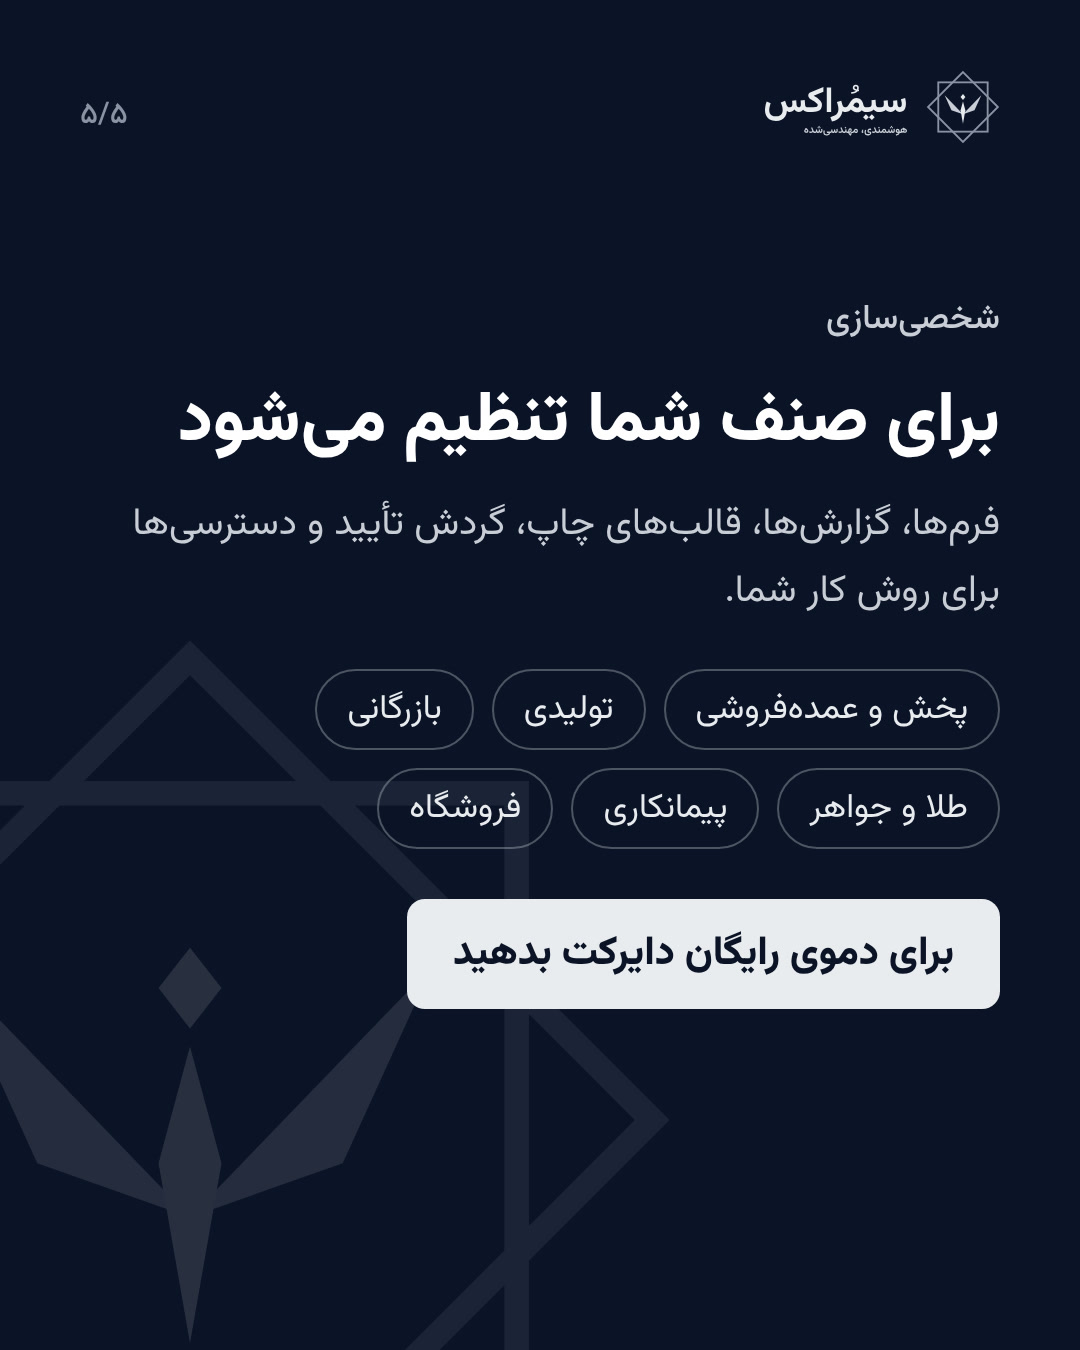 سیمُراکس
هوشمندی، مهندسی‌شده
۵/۵
شخصی‌سازی
برای صنف شما تنظیم می‌شود
فرم‌ها، گزارش‌ها، قالب‌های چاپ، گردش تأیید و دسترسی‌ها
برای روش کار شما.
پخش و عمده‌فروشی
تولیدی
بازرگانی
طلا و جواهر
پیمانکاری
فروشگاه
برای دموی رایگان دایرکت بدهید